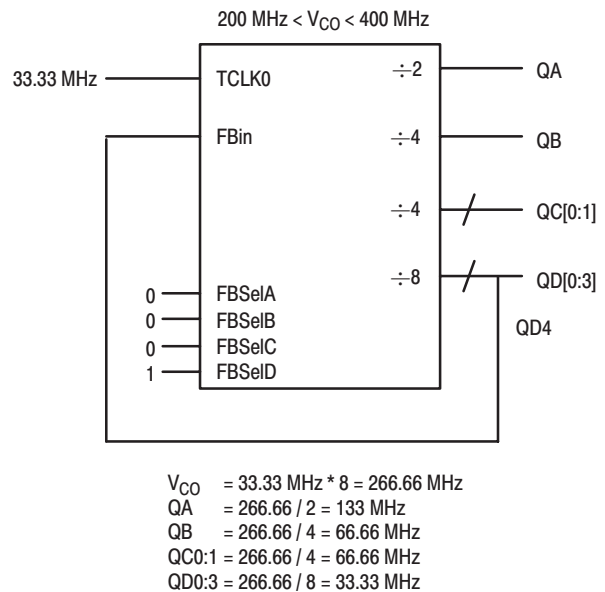 200 MHz < VCO < 400 MHz
33.33 MHz
TCLK0
÷2
QA
FBin
÷4
QB
÷4
QC[0:1]
÷8
QD[0:3]
QD4
0 FBSelA
0 FBSelB
0 FBSelC
1 FBSelD
VCO = 33.33 MHz * 8 = 266.66 MHz
QA = 266.66 / 2 = 133 MHz
QB = 266.66 / 4 = 66.66 MHz
QC0:1 = 266.66 / 4 = 66.66 MHz
QD0:3 = 266.66 / 8 = 33.33 MHz